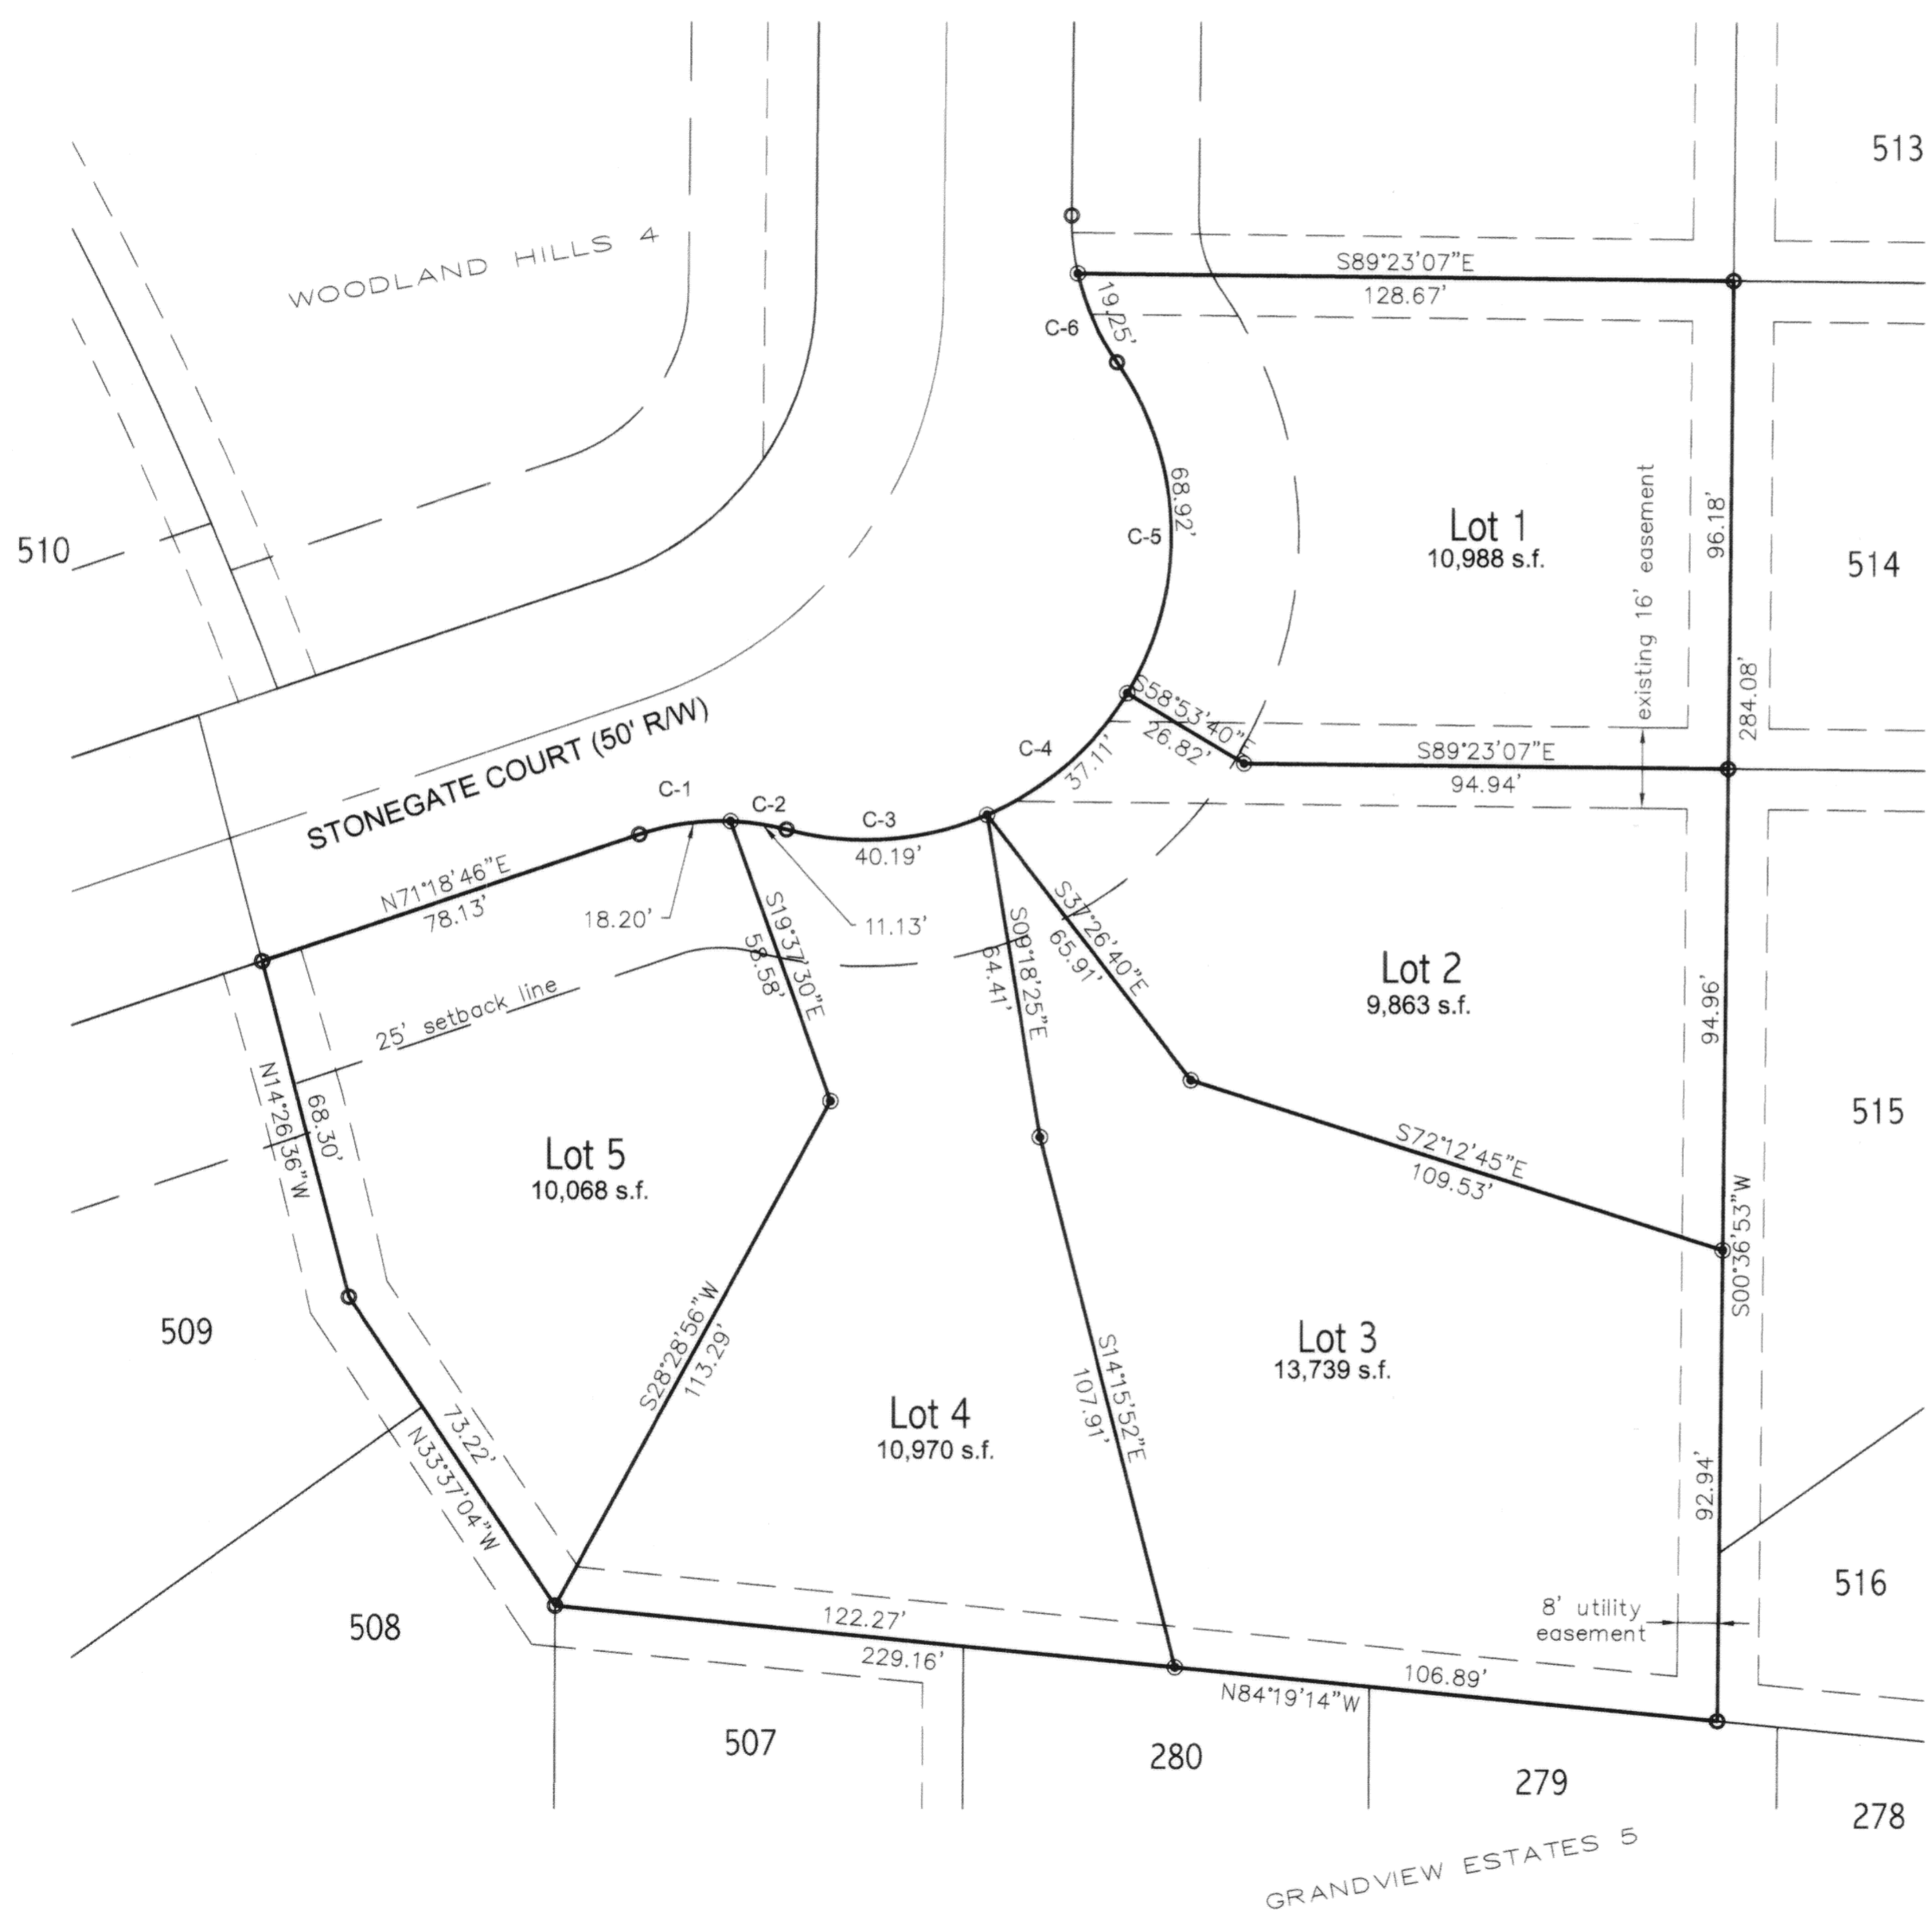 513
WOODLAND HILLS 4
S89°23'07"E
128.67'
19.25'
C-6
510
68.92'
C-5
Lot 1
10,988 s.f.
existing 16' easement
96.18'
514
284.08'
STONEGATE COURT (50' R/W)
S58°53'40"E
26.82'
C-4
37.11'
S89°23'07"E
94.94'
C-1
C-2
C-3
40.19'
N71°18'46"E
78.13'
18.20'
11.13'
S19°37'30"E
58.58'
S09°18'25"E
64.41'
S37°26'40"E
65.91'
Lot 2
9,863 s.f.
94.96'
25' setback line
N14°26'36"W
68.30'
Lot 5
10,068 s.f.
S72°12'45"E
109.53'
515
S00°36'53"W
509
S28°28'56"W
113.29'
S14°15'52"E
107.91'
Lot 3
13,739 s.f.
Lot 4
10,970 s.f.
73.22'
N33°37'04"W
92.94'
516
508
122.27'
229.16'
8' utility
easement
106.89'
N84°19'14"W
507
280
279
278
GRANDVIEW ESTATES 5